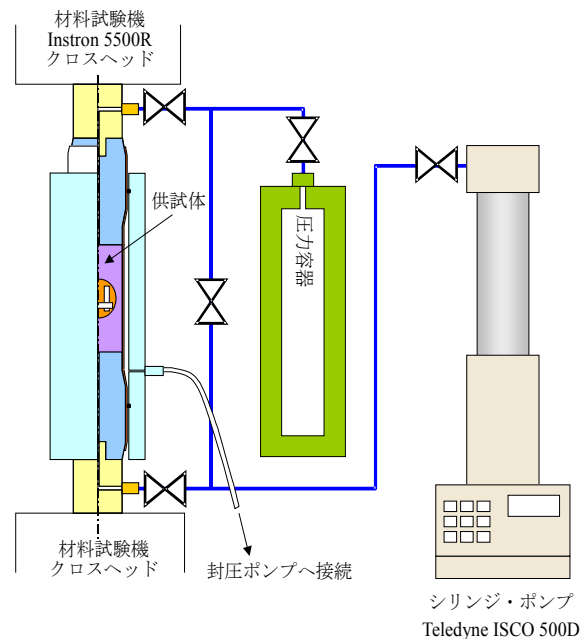 材料試験機
Instron 5500R
クロスヘッド
供試体
圧力容器
材料試験機
クロスヘッド
封圧ポンプへ接続
シリンジ・ポンプ
Teledyne ISCO 500D